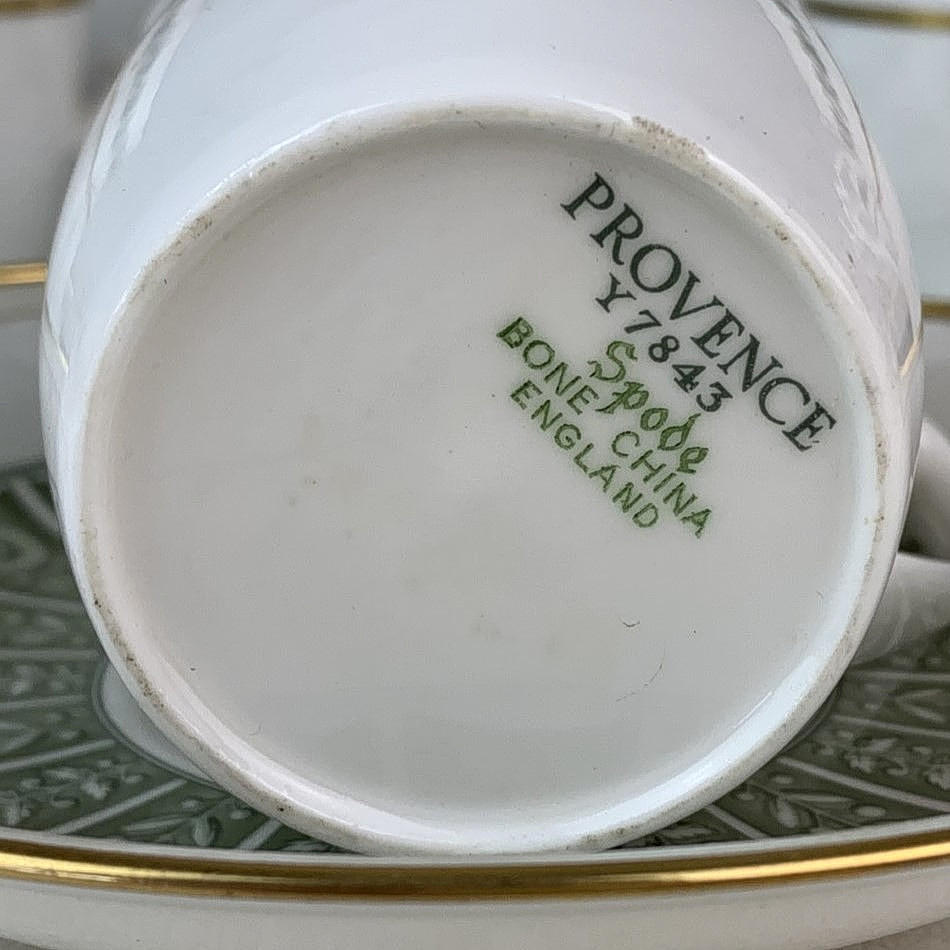 PROVENCE
Y7843
Spode
BONE CHINA
ENGLAND